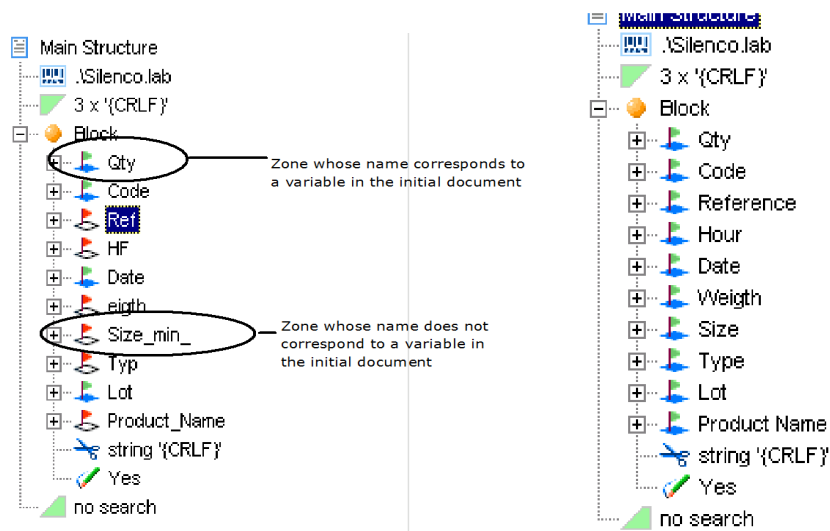 Main Structure
.\Silenco.lab
3 x '{CRLF}'
Block
Qty
Code
Ref
HF
Date
eigth
Size_min_
Typ
Lot
Product_Name
string '{CRLF}'
Yes
no search
Zone whose name corresponds to
a variable in the initial document
Zone whose name does not
correspond to a variable in
the initial document
Main Structure
.\Silenco.lab
3 x '{CRLF}'
Block
Qty
Code
Reference
Hour
Date
Weigth
Size
Type
Lot
Product Name
string '{CRLF}'
Yes
no search